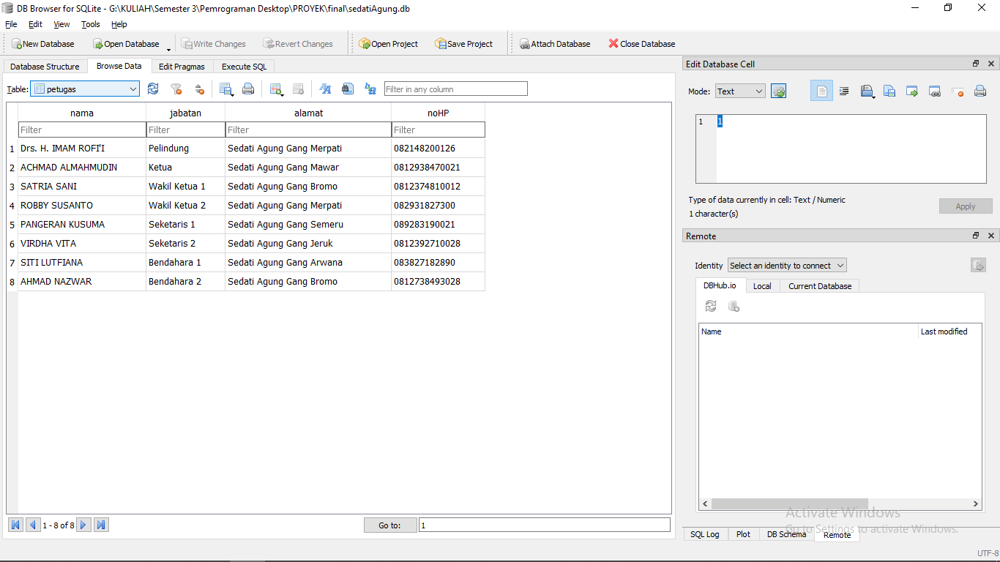 DB Browser for SQLite - G:\KULIAH\Semester 3\Pemrograman Desktop\PROYEK\final\sedatiAgung.db
File Edit View Tools Help
New Database Open Database Write Changes Revert Changes Open Project Save Project Attach Database Close Database
Database Structure Browse Data Edit Pragmas Execute SQL
Table: petugas Filter in any column
nama jabatan alamat noHP
Filter Filter Filter Filter
1 Drs. H. IMAM ROFI'I Pelindung Sedati Agung Gang Merpati 082148200126
2 ACHMAD ALMAHMUDIN Ketua Sedati Agung Gang Mawar 0812938470021
3 SATRIA SANI Wakil Ketua 1 Sedati Agung Gang Bromo 0812374810012
4 ROBBY SUSANTO Wakil Ketua 2 Sedati Agung Gang Merpati 082931827300
5 PANGERAN KUSUMA Seketaris 1 Sedati Agung Gang Semeru 089283190021
6 VIRDHA VITA Seketaris 2 Sedati Agung Gang Jeruk 0812392710028
7 SITI LUTFIANA Bendahara 1 Sedati Agung Gang Arwana 083827182890
8 AHMAD NAZWAR Bendahara 2 Sedati Agung Gang Bromo 0812738493028
1 - 8 of 8 Go to: 1
Edit Database Cell
Mode: Text
1 1
Type of data currently in cell: Text / Numeric
1 character(s)
Apply
Remote
Identity Select an identity to connect
DBHub.io Local Current Database
Name Last modified
Activate Windows
Go to Settings to activate Windows.
SQL Log Plot DB Schema Remote
UTF-8